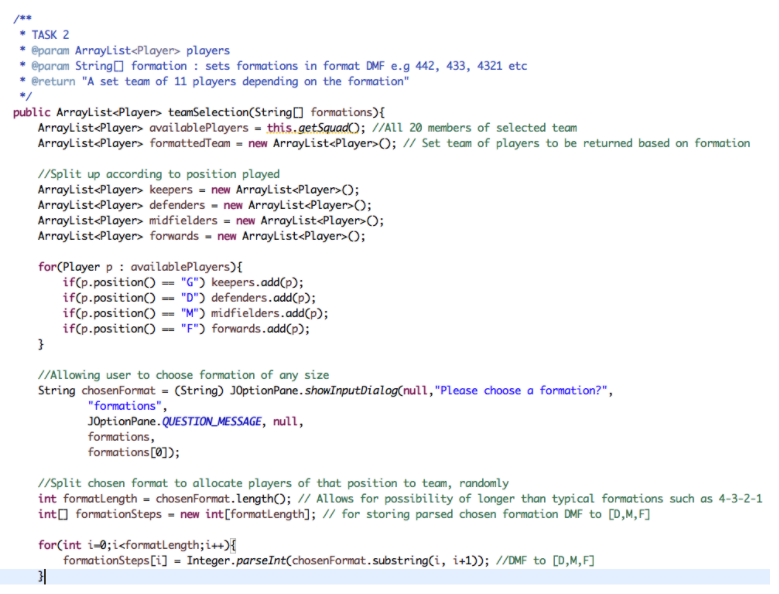 /**
 * TASK 2
 * @param ArrayList<Player> players
 * @param String[] formation : sets formations in format DMF e.g 442, 433, 4321 etc
 * @return "A set team of 11 players depending on the formation"
 */
public ArrayList<Player> teamSelection(String[] formations){
    ArrayList<Player> availablePlayers = this.getSquad(); //All 20 members of selected team
    ArrayList<Player> formattedTeam = new ArrayList<Player>(); // Set team of players to be returned based on formation

    //Split up according to position played
    ArrayList<Player> keepers = new ArrayList<Player>();
    ArrayList<Player> defenders = new ArrayList<Player>();
    ArrayList<Player> midfielders = new ArrayList<Player>();
    ArrayList<Player> forwards = new ArrayList<Player>();

    for(Player p : availablePlayers){
        if(p.position() == "G") keepers.add(p);
        if(p.position() == "D") defenders.add(p);
        if(p.position() == "M") midfielders.add(p);
        if(p.position() == "F") forwards.add(p);
    }

    //Allowing user to choose formation of any size
    String chosenFormat = (String) JOptionPane.showInputDialog(null,"Please choose a formation?",
            "formations",
            JOptionPane.QUESTION_MESSAGE, null,
            formations,
            formations[0]);

    //Split chosen format to allocate players of that position to team, randomly
    int formatLength = chosenFormat.length(); // Allows for possibility of longer than typical formations such as 4-3-2-1
    int[] formationSteps = new int[formatLength]; // for storing parsed chosen formation DMF to [D,M,F]

    for(int i=0;i<formatLength;i++){
        formationSteps[i] = Integer.parseInt(chosenFormat.substring(i, i+1)); //DMF to [D,M,F]
    }